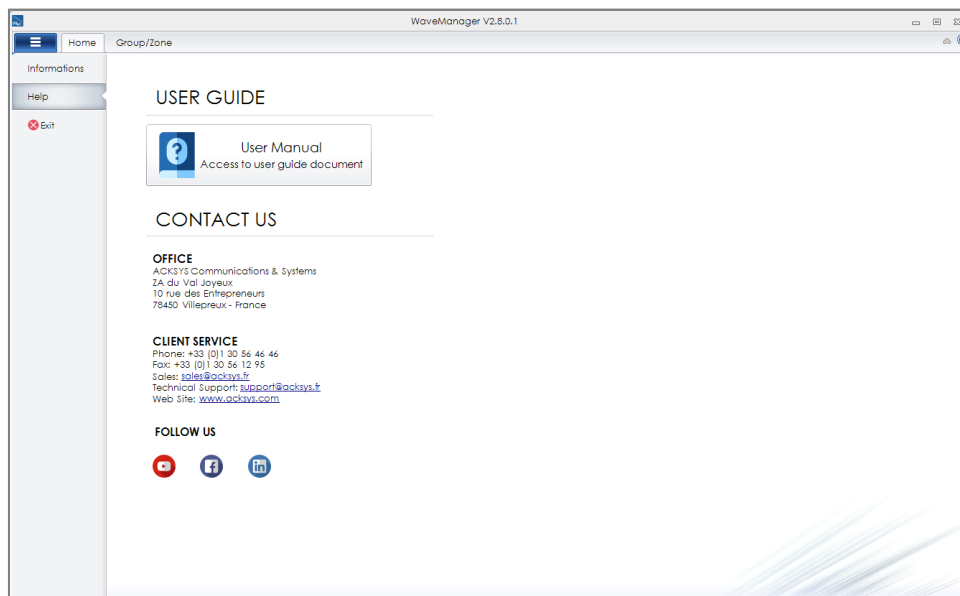 WaveManager V2.8.0.1
Home Group/Zone
Informations
Help
Exit
USER GUIDE
User Manual
Access to user guide document
CONTACT US
OFFICE
ACKSYS Communications & Systems
ZA du Val Joyeux
10 rue des Entrepreneurs
78450 Villepreux - France
CLIENT SERVICE
Phone: +33 (0)1 30 56 46 46
Fax: +33 (0)1 30 56 12 95
Sales: sales@acksys.fr
Technical Support: support@acksys.fr
Web Site: www.acksys.com
FOLLOW US